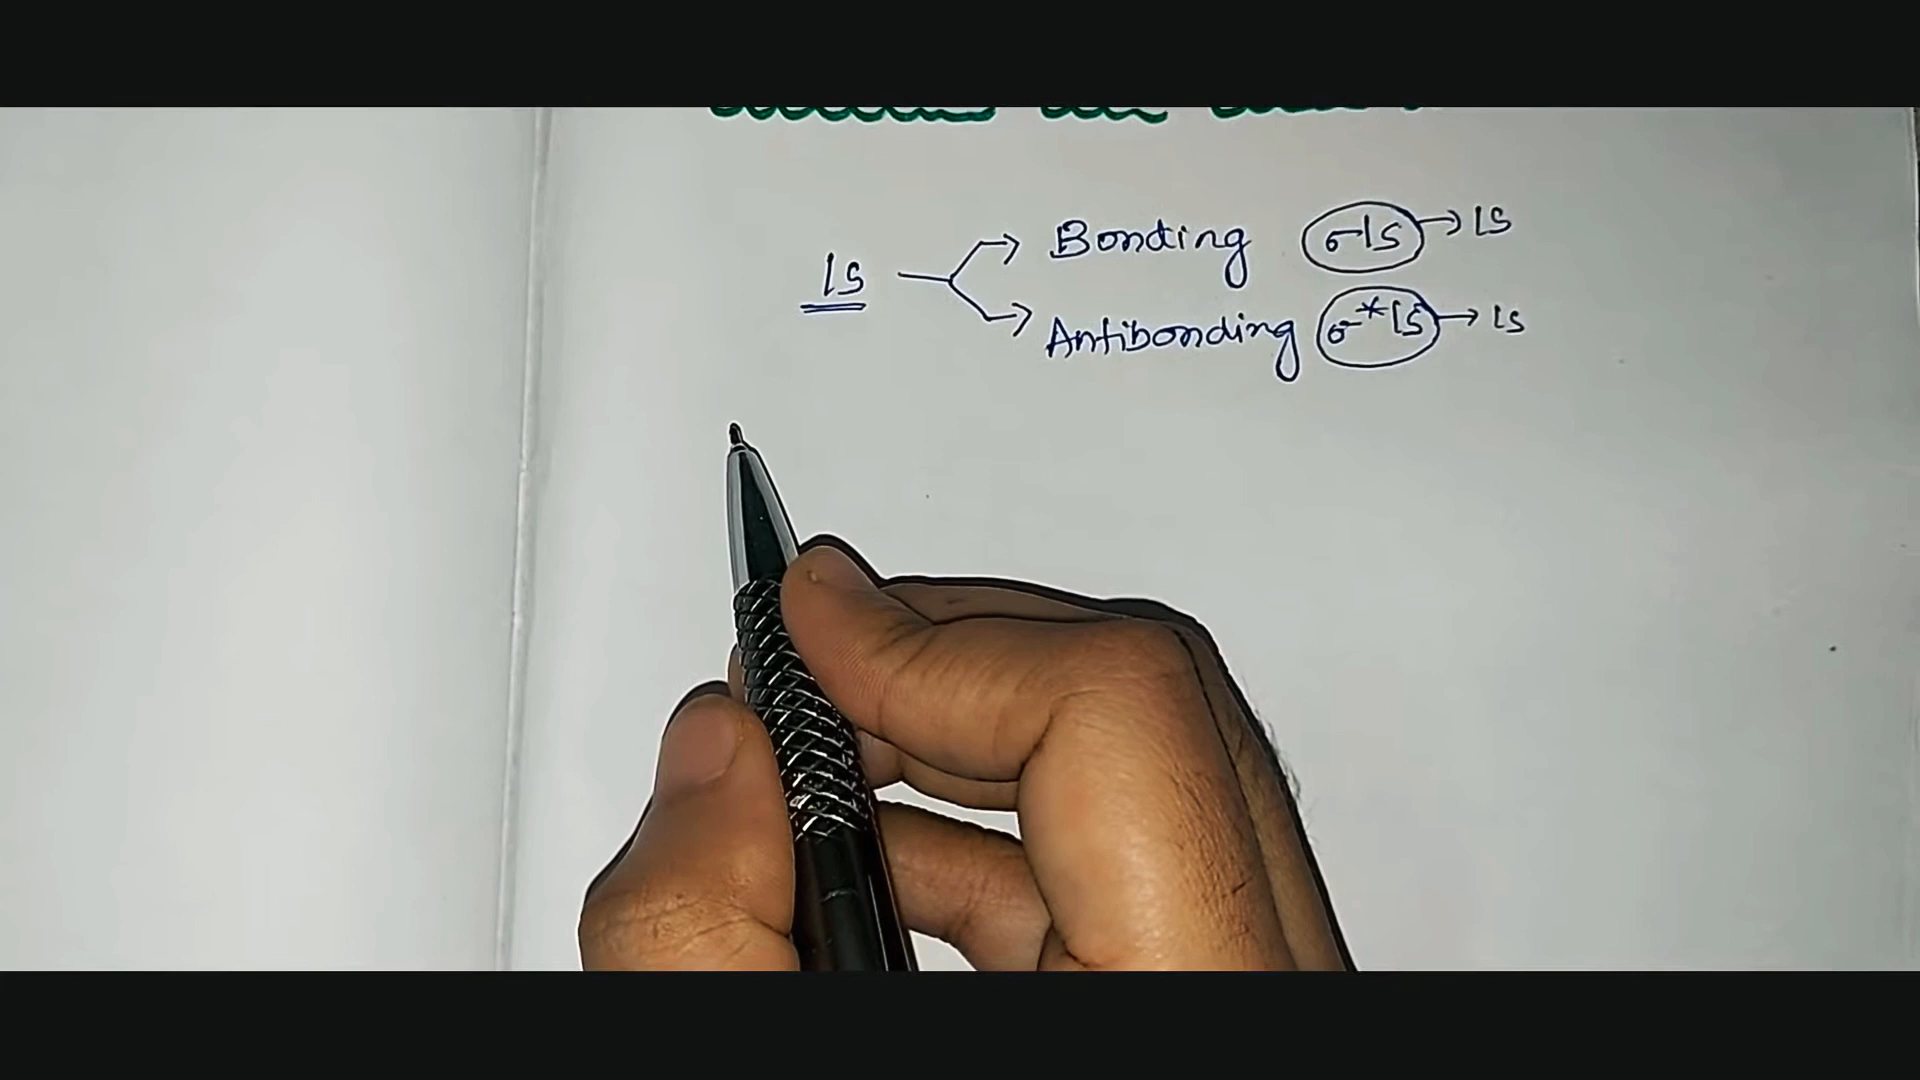 1s → Bonding σ1s → 1s
→ Antibonding σ*1s → 1s